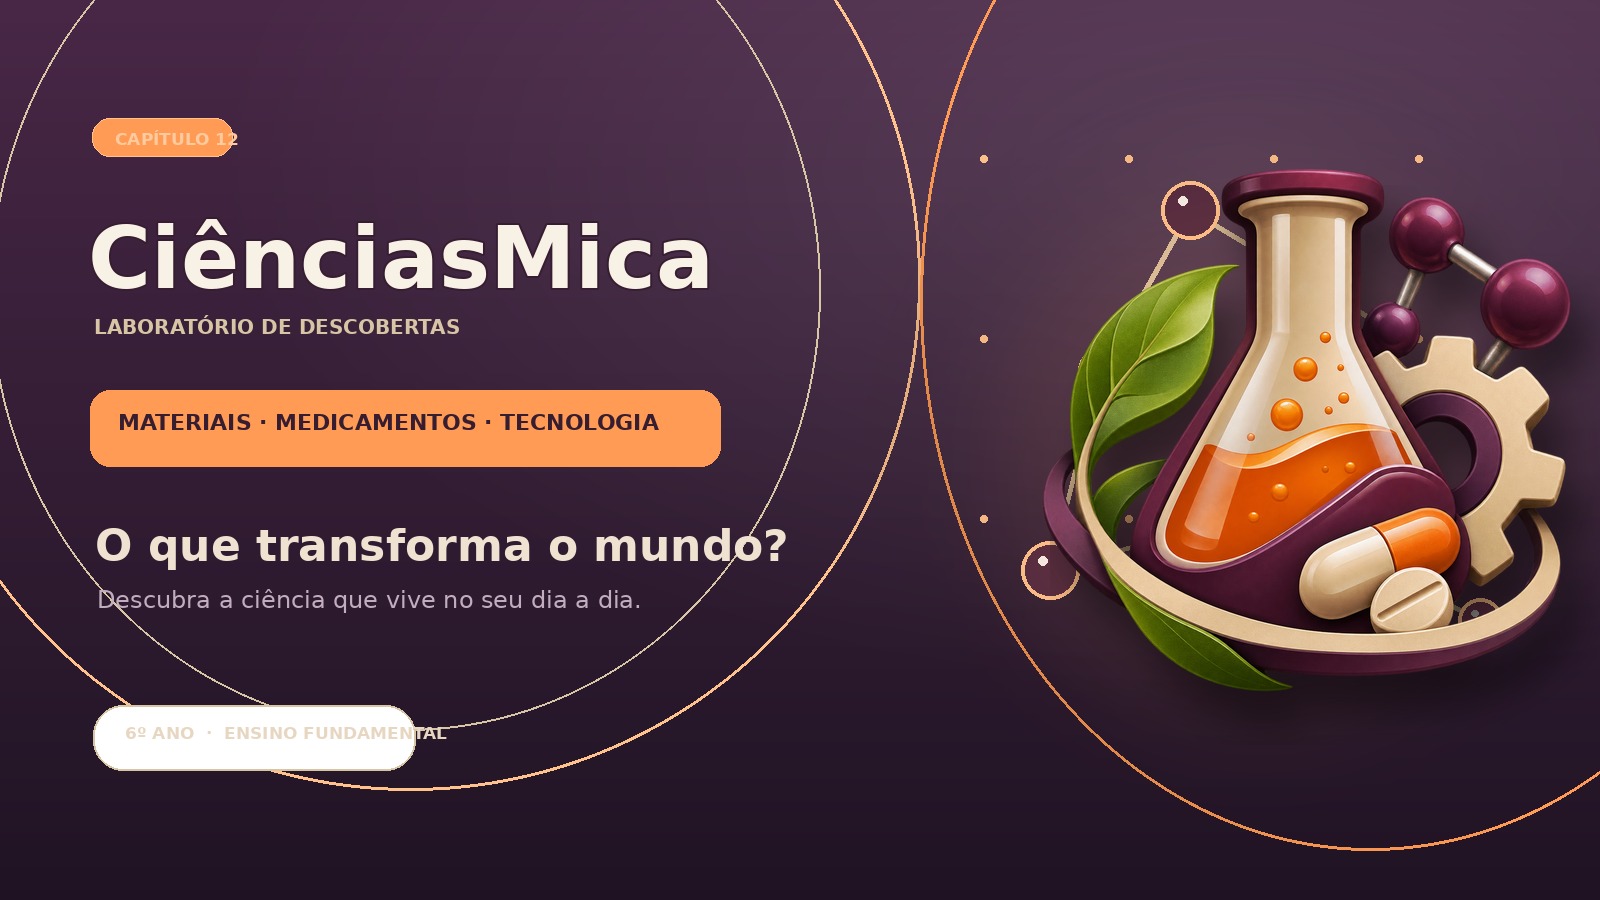 CAPÍTULO 12
CiênciasMica
LABORATÓRIO DE DESCOBERTAS
MATERIAIS · MEDICAMENTOS · TECNOLOGIA
O que transforma o mundo?
Descubra a ciência que vive no seu dia a dia.
6º ANO · ENSINO FUNDAMENTAL